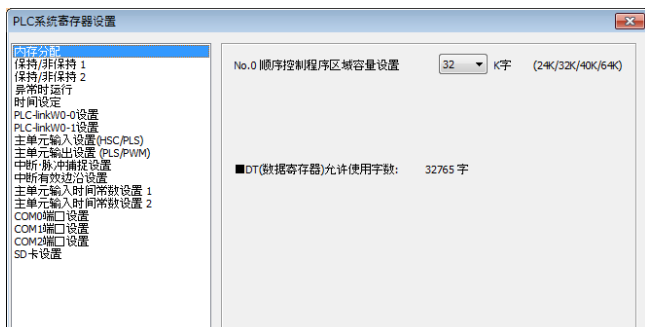 PLC系统寄存器设置
内存分配
保持/非保持 1
保持/非保持 2
异常时运行
时间设定
PLC-linkW0-0设置
PLC-linkW0-1设置
主单元输入设置(HSC/PLS)
主单元输出设置 (PLS/PWM)
中断·脉冲捕捉设置
中断有效边沿设置
主单元输入时间常数设置 1
主单元输入时间常数设置 2
COM0端口设置
COM1端口设置
COM2端口设置
SD卡设置
No.0 顺序控制程序区域容量设置 32 K字 (24K/32K/40K/64K)
■DT(数据寄存器)允许使用字数: 32765 字